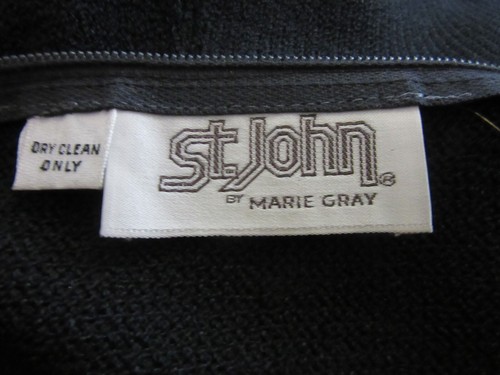 DRY CLEAN
ONLY
St. John®
BY MARIE GRAY